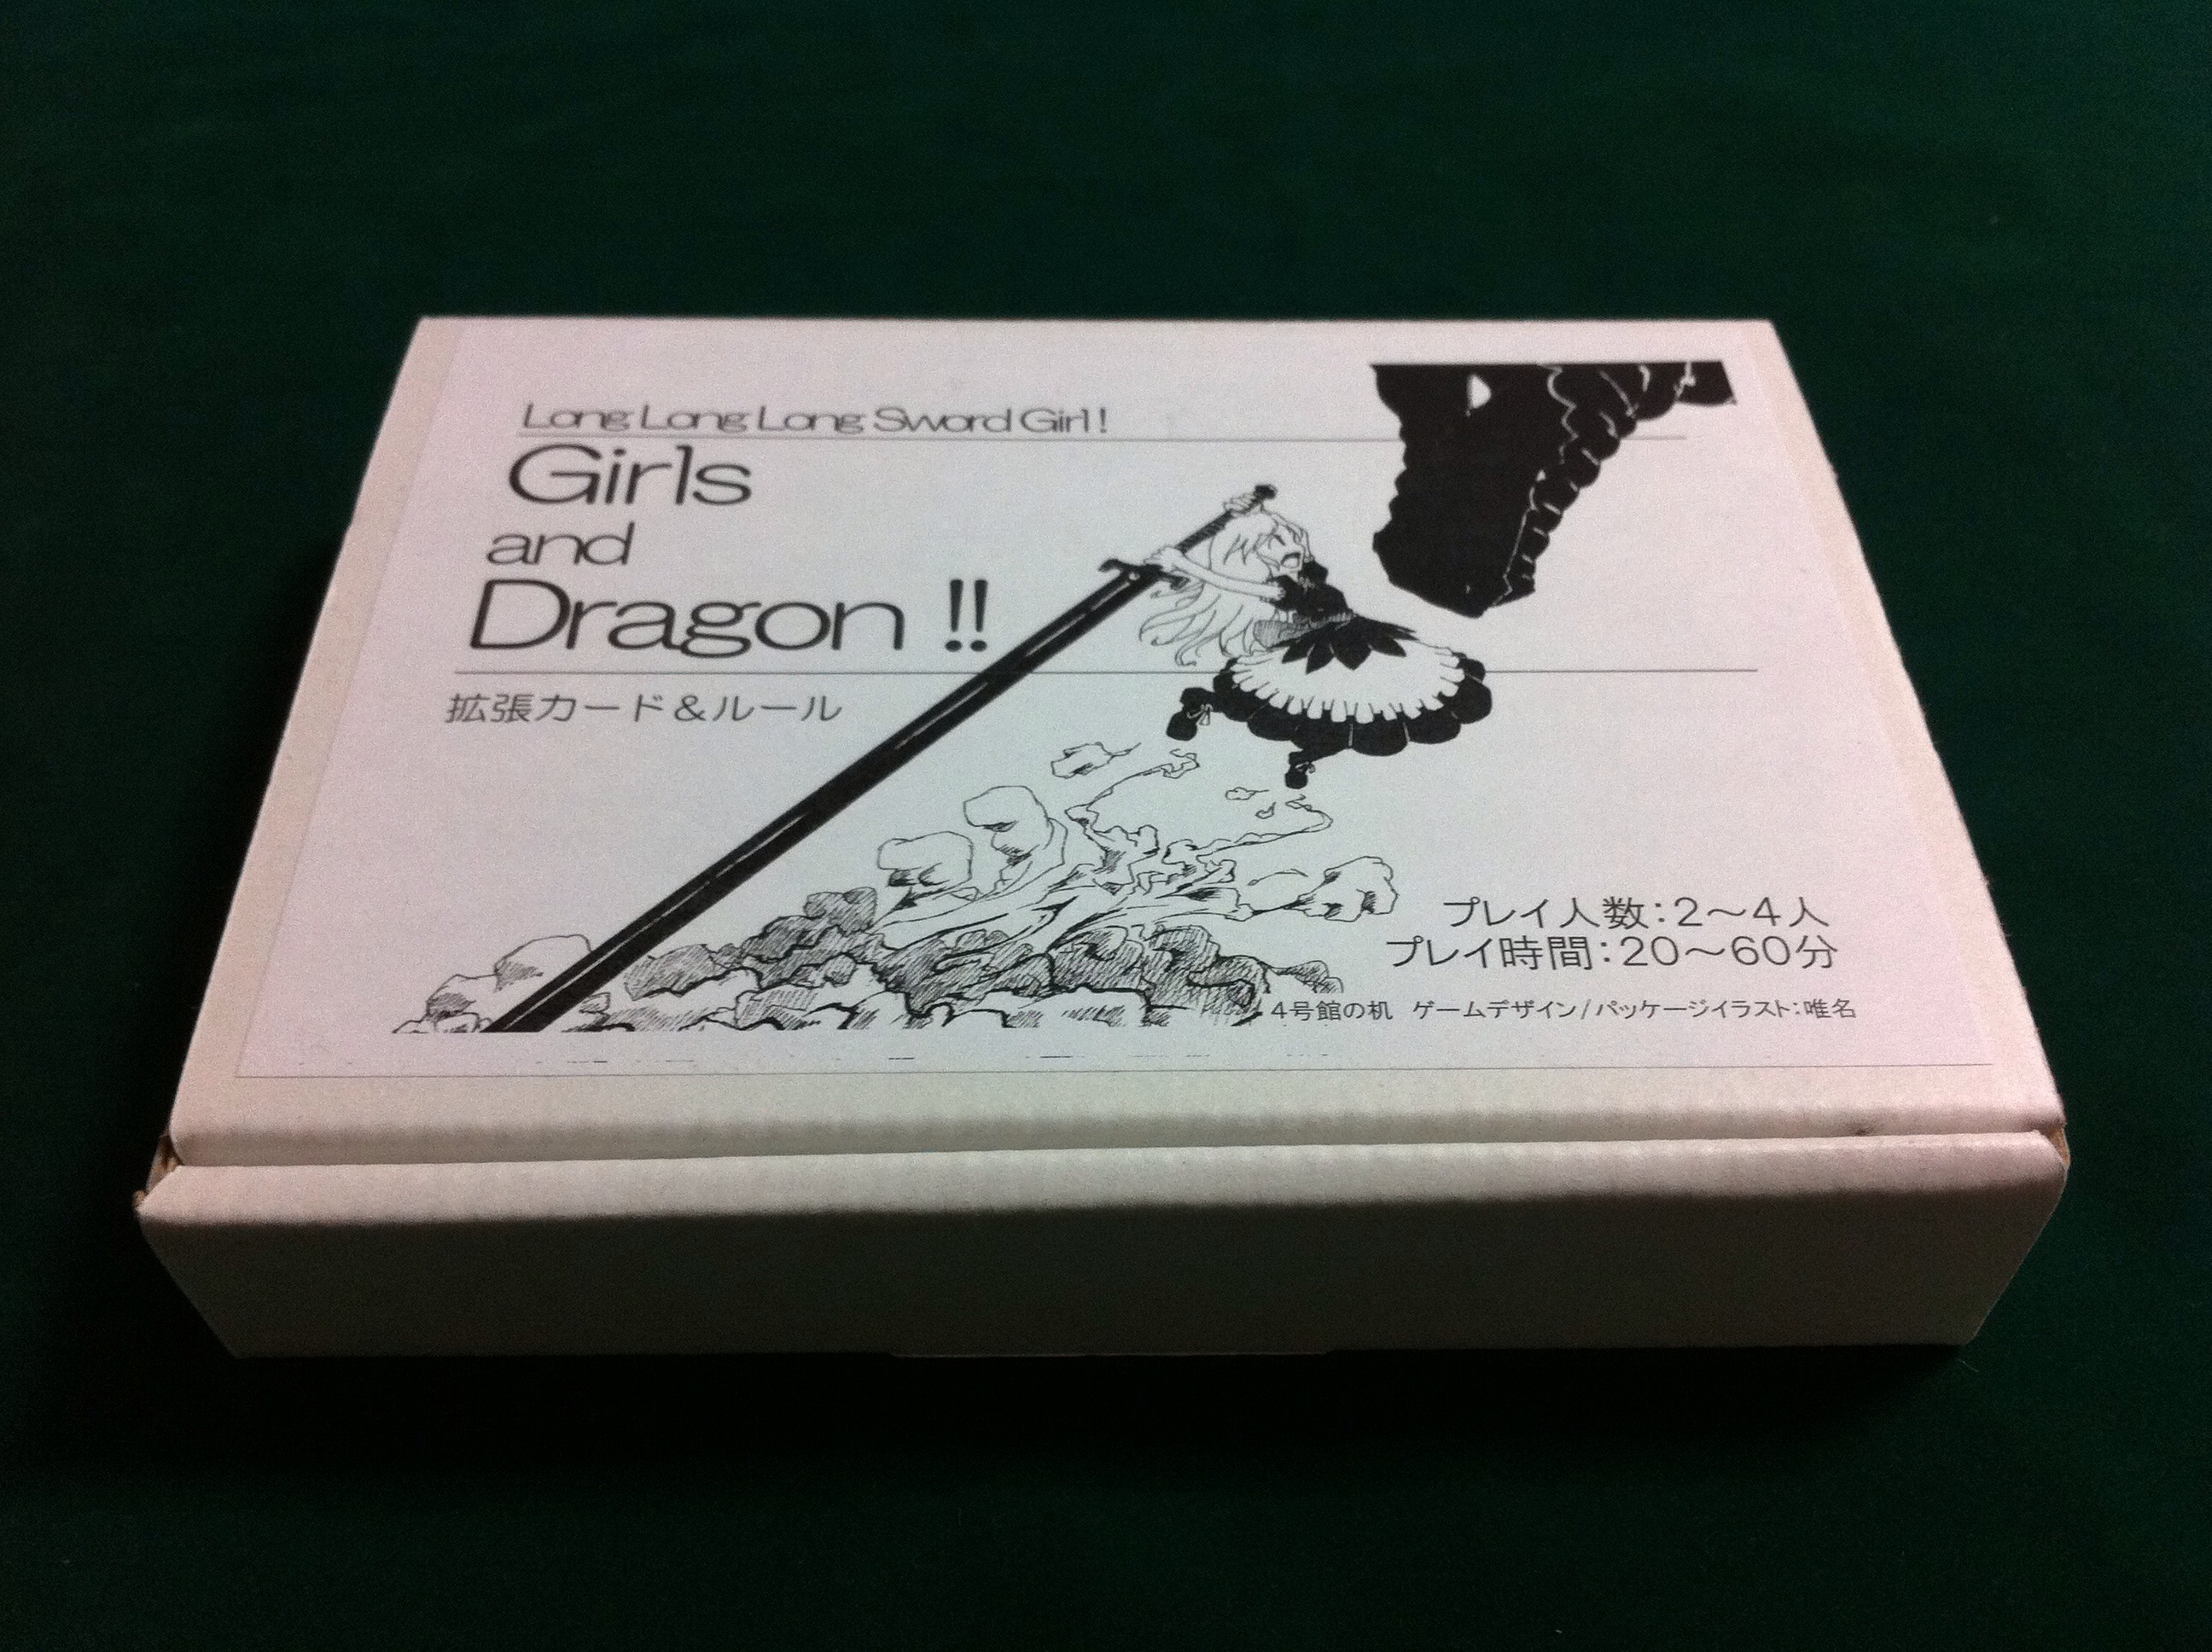 Long Long Long Sword Girl!
Girls
and
Dragon !!
拡張カード＆ルール
プレイ人数：2～4人
プレイ時間：20～60分
4号館の机　ゲームデザイン/パッケージイラスト：唯名